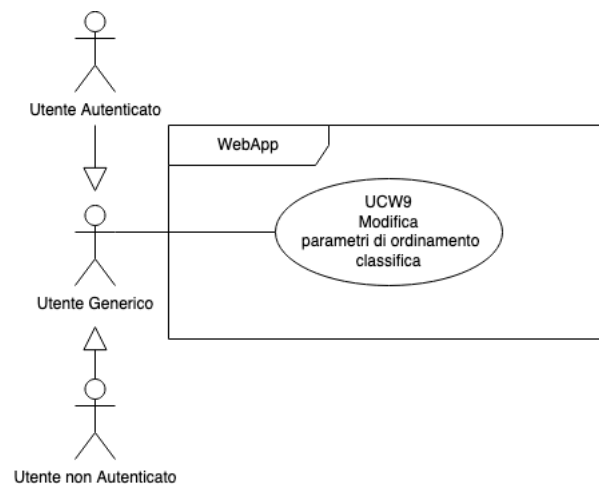 Utente Autenticato
WebApp
UCW9
Modifica
parametri di ordinamento
classifica
Utente Generico
Utente non Autenticato